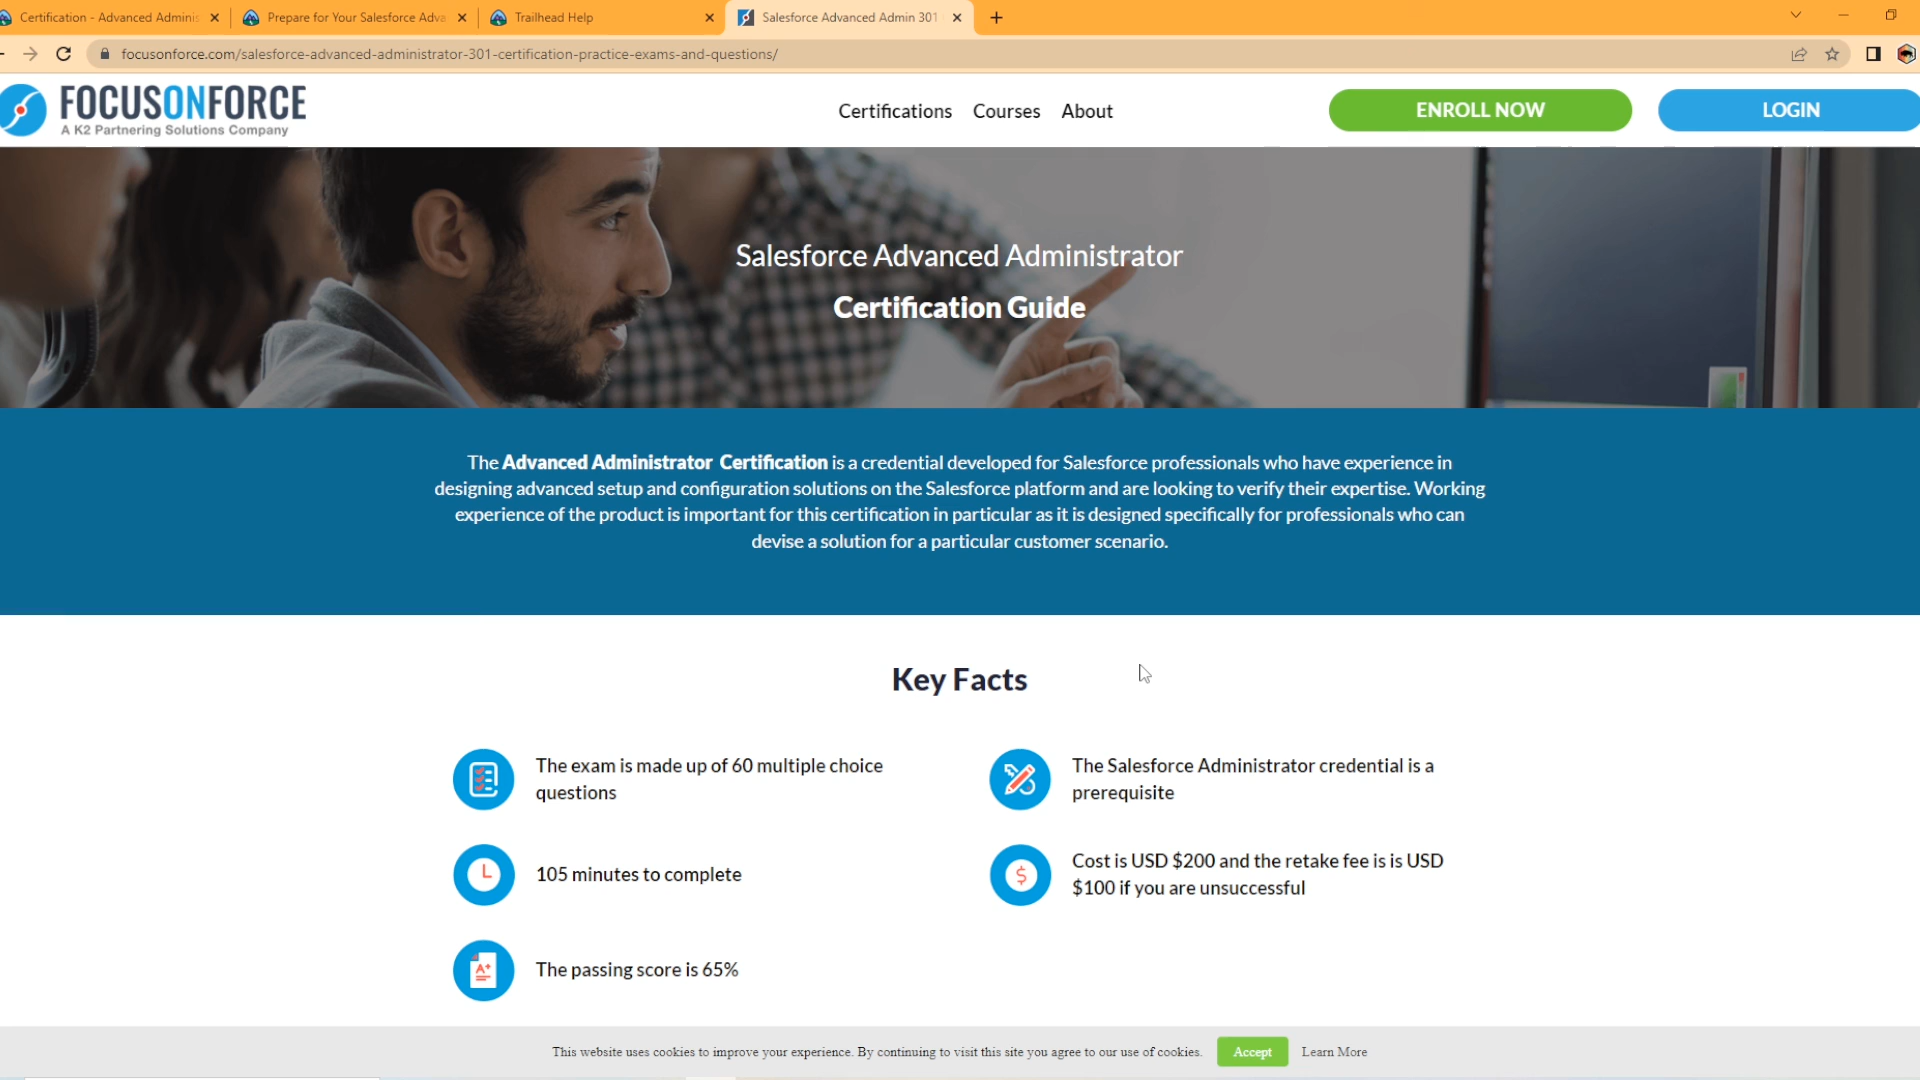 Certification - Advanced Adminis
Prepare for Your Salesforce Adva
Trailhead Help
Salesforce Advanced Admin 301
focusonforce.com/salesforce-advanced-administrator-301-certification-practice-exams-and-questions/
FOCUSONFORCE
A K2 Partnering Solutions Company
Certifications
Courses
About
ENROLL NOW
LOGIN
Salesforce Advanced Administrator
Certification Guide
The Advanced Administrator Certification is a credential developed for Salesforce professionals who have experience in
designing advanced setup and configuration solutions on the Salesforce platform and are looking to verify their expertise. Working
experience of the product is important for this certification in particular as it is designed specifically for professionals who can
devise a solution for a particular customer scenario.
Key Facts
The exam is made up of 60 multiple choice
questions
The Salesforce Administrator credential is a
prerequisite
105 minutes to complete
Cost is USD $200 and the retake fee is is USD
$100 if you are unsuccessful
The passing score is 65%
This website uses cookies to improve your experience. By continuing to visit this site you agree to our use of cookies.
Accept
Learn More